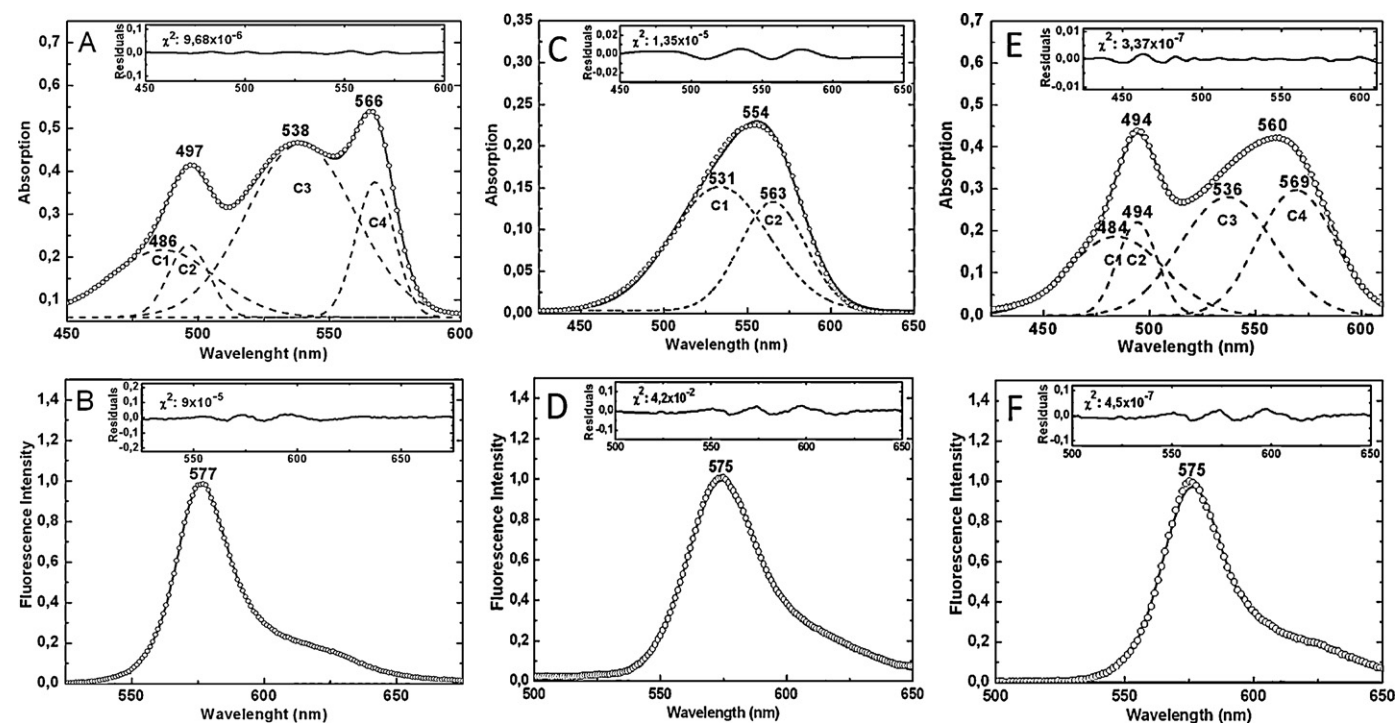 A
Residuals
0,1
0,0
-0,1
χ²: 9,68x10⁻⁶
450 500 550 600
0,7
0,6
0,5
0,4
0,3
0,2
0,1
Absorption
497
538
566
486
C1
C2
C3
C4
450 500 550 600
Wavelenght (nm)
C
Residuals
0,02
0,00
-0,02
χ²: 1,35x10⁻⁵
450 500 550 600 650
0,35
0,30
0,25
0,20
0,15
0,10
0,05
0,00
Absorption
554
531
563
C1
C2
450 500 550 600 650
Wavelength (nm)
E
Residuals
0,01
0,00
-0,01
χ²: 3,37x10⁻⁷
450 500 550 600
0,7
0,6
0,5
0,4
0,3
0,2
0,1
0,0
Absorption
494
560
494
484
536
569
C1
C2
C3
C4
450 500 550 600
Wavelength (nm)
B
Residuals
0,2
0,1
0,0
-0,1
-0,2
χ²: 9x10⁻⁵
550 600 650
1,4
1,2
1,0
0,8
0,6
0,4
0,2
0,0
Fluorescence Intensity
577
550 600 650
Wavelenght (nm)
D
Residuals
0,1
0,0
-0,1
χ²: 4,2x10⁻²
500 550 600 650
1,4
1,2
1,0
0,8
0,6
0,4
0,2
0,0
Fluorescence Intensity
575
500 550 600 650
Wavelength (nm)
F
Residuals
0,1
0,0
-0,1
χ²: 4,5x10⁻⁷
500 550 600 650
1,4
1,2
1,0
0,8
0,6
0,4
0,2
0,0
Fluorescence Intensity
575
500 550 600 650
Wavelength (nm)